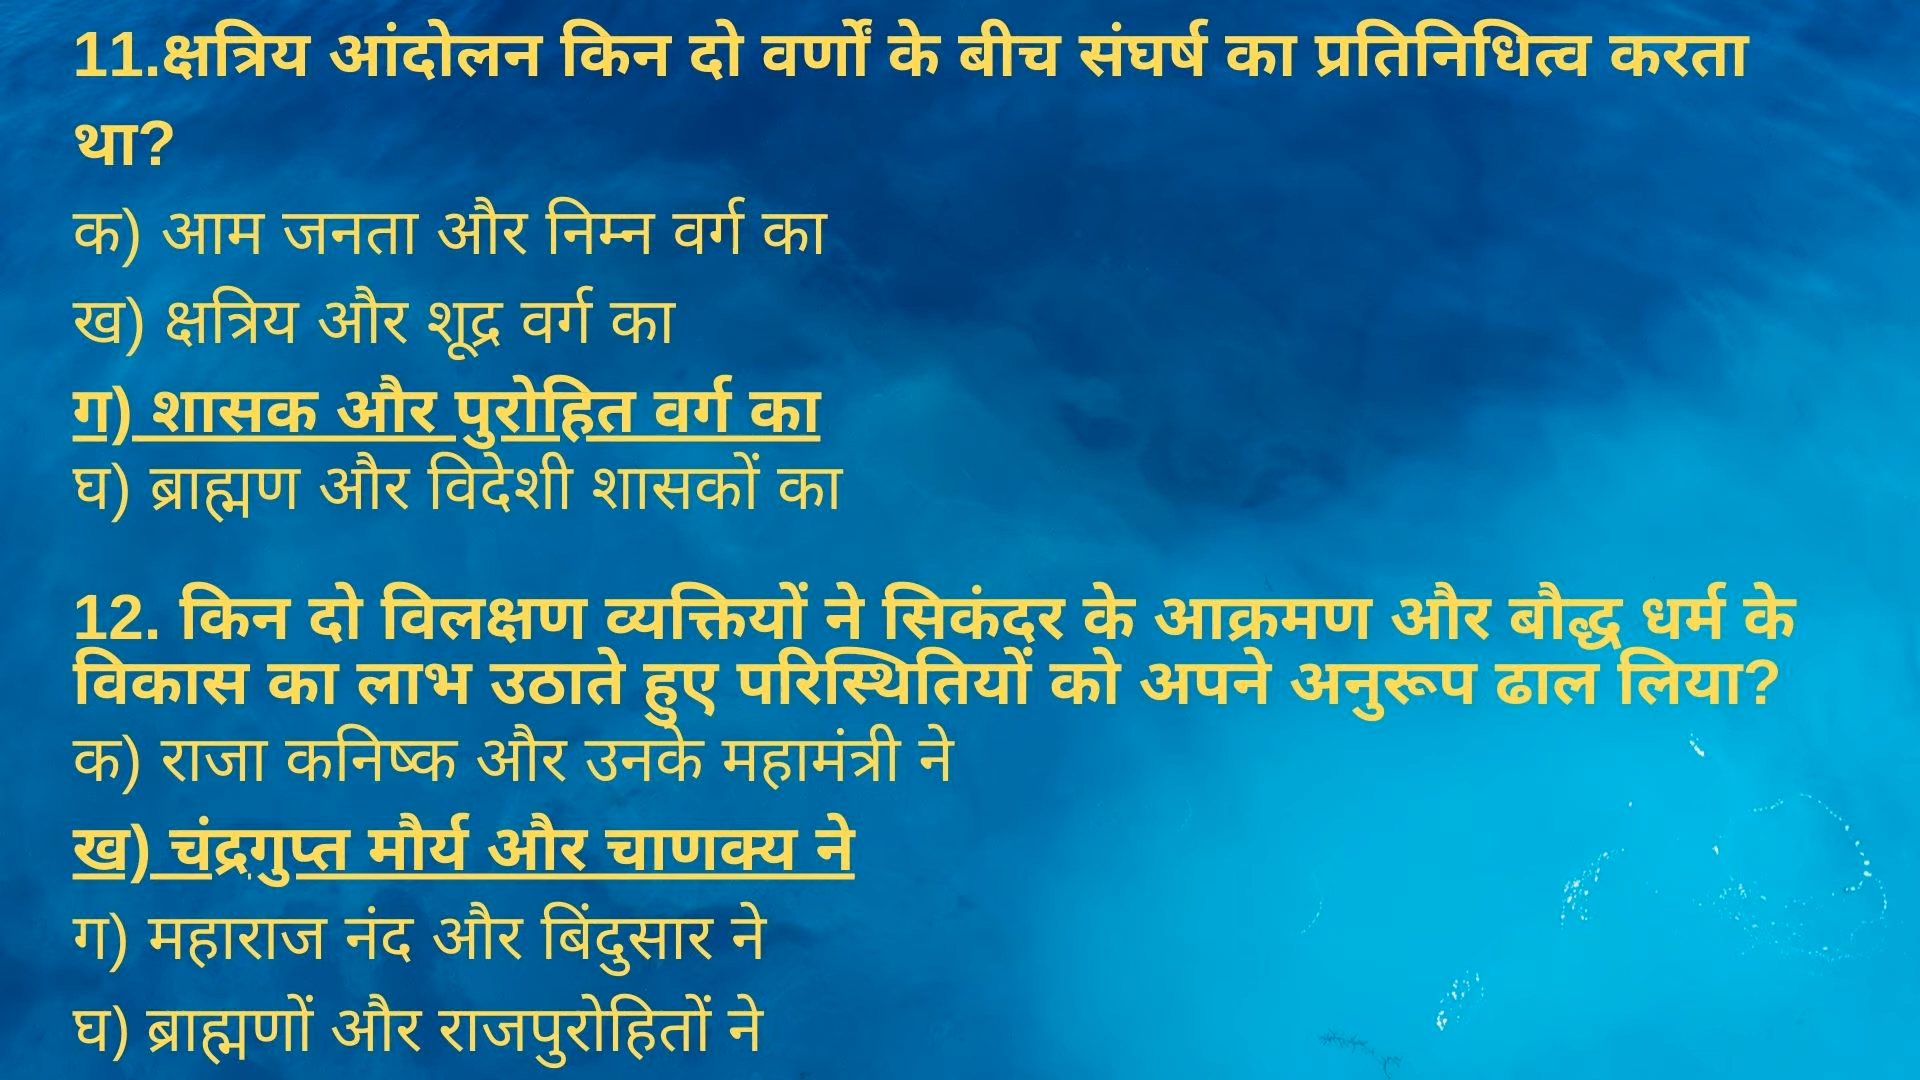 11.क्षत्रिय आंदोलन किन दो वर्णों के बीच संघर्ष का प्रतिनिधित्व करता
था?
क) आम जनता और निम्न वर्ग का
ख) क्षत्रिय और शूद्र वर्ग का
ग) शासक और पुरोहित वर्ग का
घ) ब्राह्मण और विदेशी शासकों का
12. किन दो विलक्षण व्यक्तियों ने सिकंदर के आक्रमण और बौद्ध धर्म के
विकास का लाभ उठाते हुए परिस्थितियों को अपने अनुरूप ढाल लिया?
क) राजा कनिष्क और उनके महामंत्री ने
ख) चंद्रगुप्त मौर्य और चाणक्य ने
ग) महाराज नंद और बिंदुसार ने
घ) ब्राह्मणों और राजपुरोहितों ने